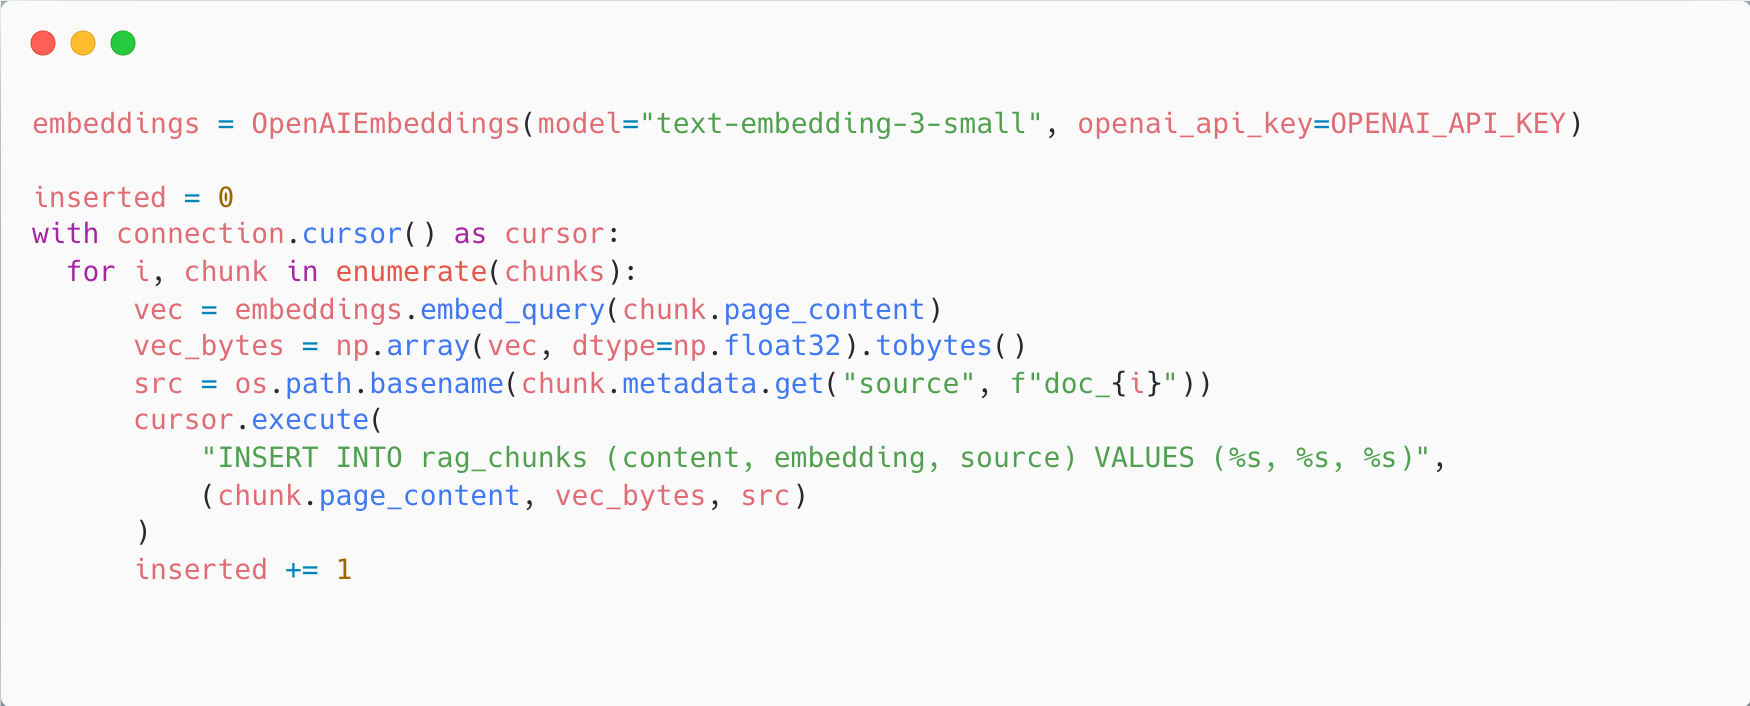 embeddings = OpenAIEmbeddings(model="text-embedding-3-small", openai_api_key=OPENAI_API_KEY)

inserted = 0
with connection.cursor() as cursor:
  for i, chunk in enumerate(chunks):
      vec = embeddings.embed_query(chunk.page_content)
      vec_bytes = np.array(vec, dtype=np.float32).tobytes()
      src = os.path.basename(chunk.metadata.get("source", f"doc_{i}"))
      cursor.execute(
          "INSERT INTO rag_chunks (content, embedding, source) VALUES (%s, %s, %s)",
          (chunk.page_content, vec_bytes, src)
      )
      inserted += 1